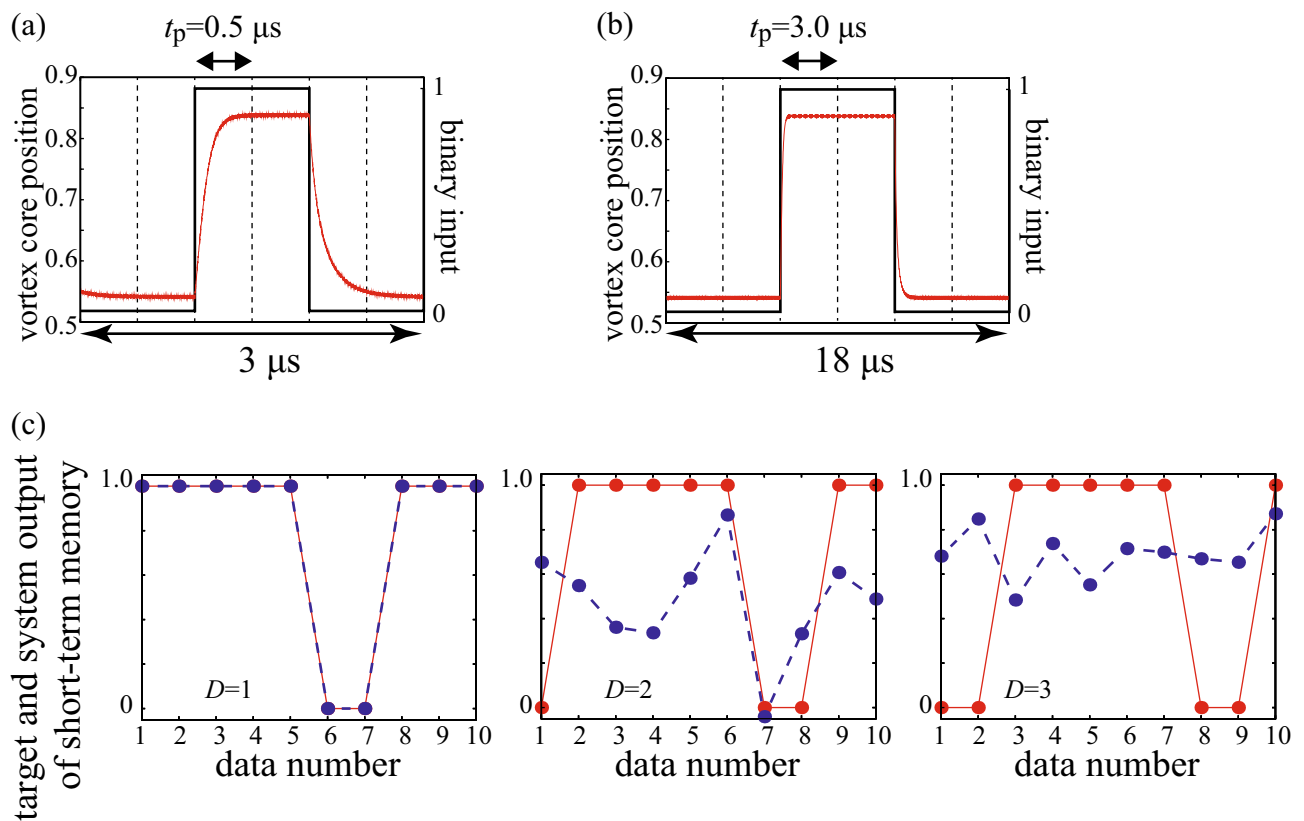 (a)
tp=0.5 μs
0.9
0.8
0.7
0.6
0.5
vortex core position
1
0
binary input
3 μs
(b)
tp=3.0 μs
0.9
0.8
0.7
0.6
0.5
vortex core position
1
0
binary input
18 μs
(c)
target and system output
of short-term memory
1.0
0
D=1
1 2 3 4 5 6 7 8 9 10
data number
1.0
0
D=2
1 2 3 4 5 6 7 8 9 10
data number
1.0
0
D=3
1 2 3 4 5 6 7 8 9 10
data number